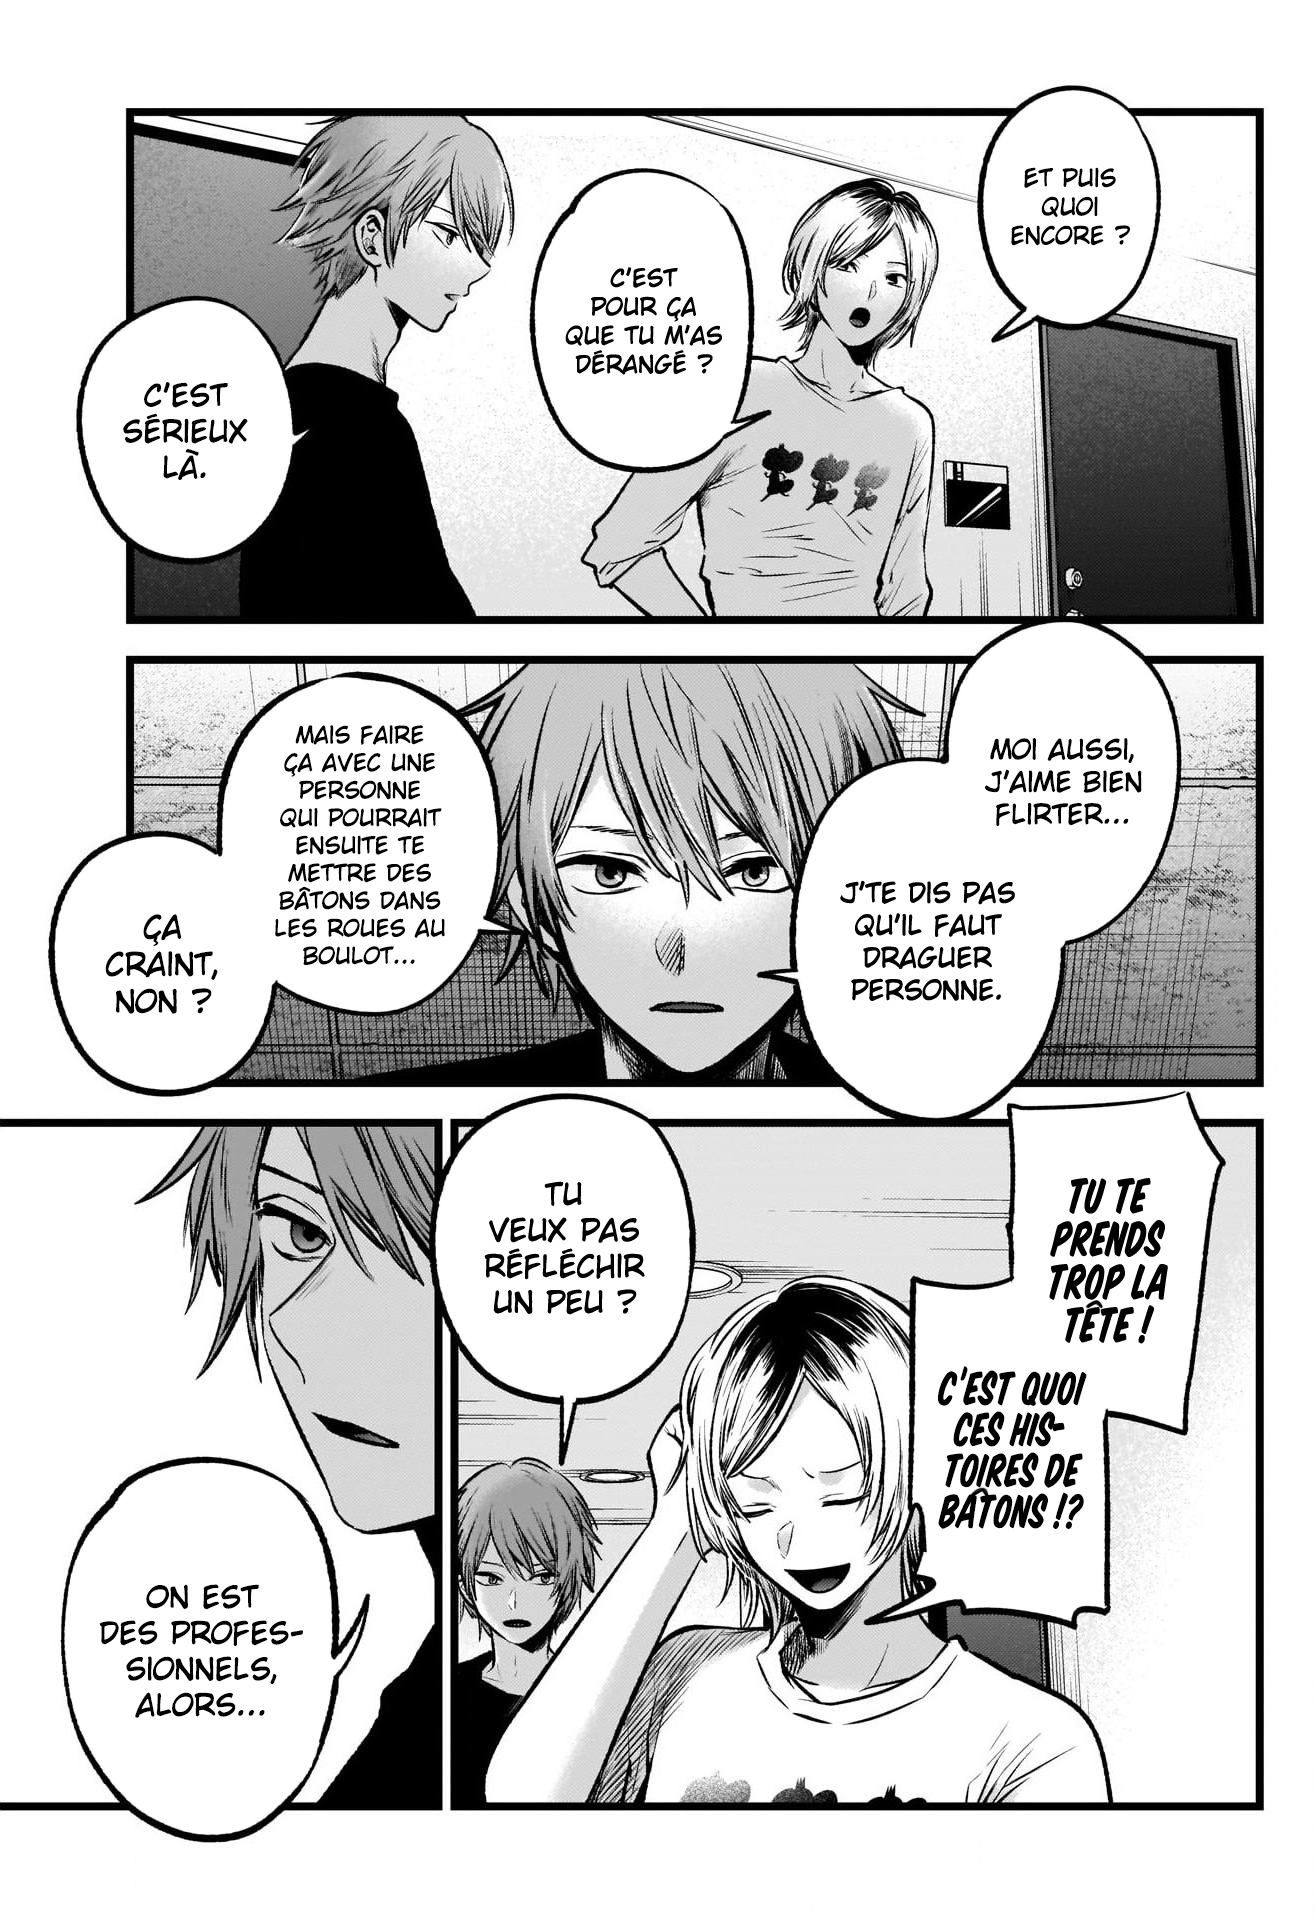 ET PUIS
QUOI
ENCORE ?
C'EST
POUR ÇA
QUE TU M'AS
DÉRANGÉ ?
C'EST
SÉRIEUX
LÀ.
MOI AUSSI,
J'AIME BIEN
FLIRTER...
J'TE DIS PAS
QU'IL FAUT
DRAGUER
PERSONNE.
MAIS FAIRE
ÇA AVEC UNE
PERSONNE
QUI POURRAIT
ENSUITE TE
METTRE DES
BÂTONS DANS
LES ROUES AU
BOULOT...
ÇA
CRAINT,
NON ?
TU TE
PRENDS
TROP LA
TÊTE !
C'EST QUOI
CES HIS-
TOIRES DE
BÂTONS !?
TU
VEUX PAS
RÉFLÉCHIR
UN PEU ?
ON EST
DES PROFES-
SIONNELS,
ALORS...